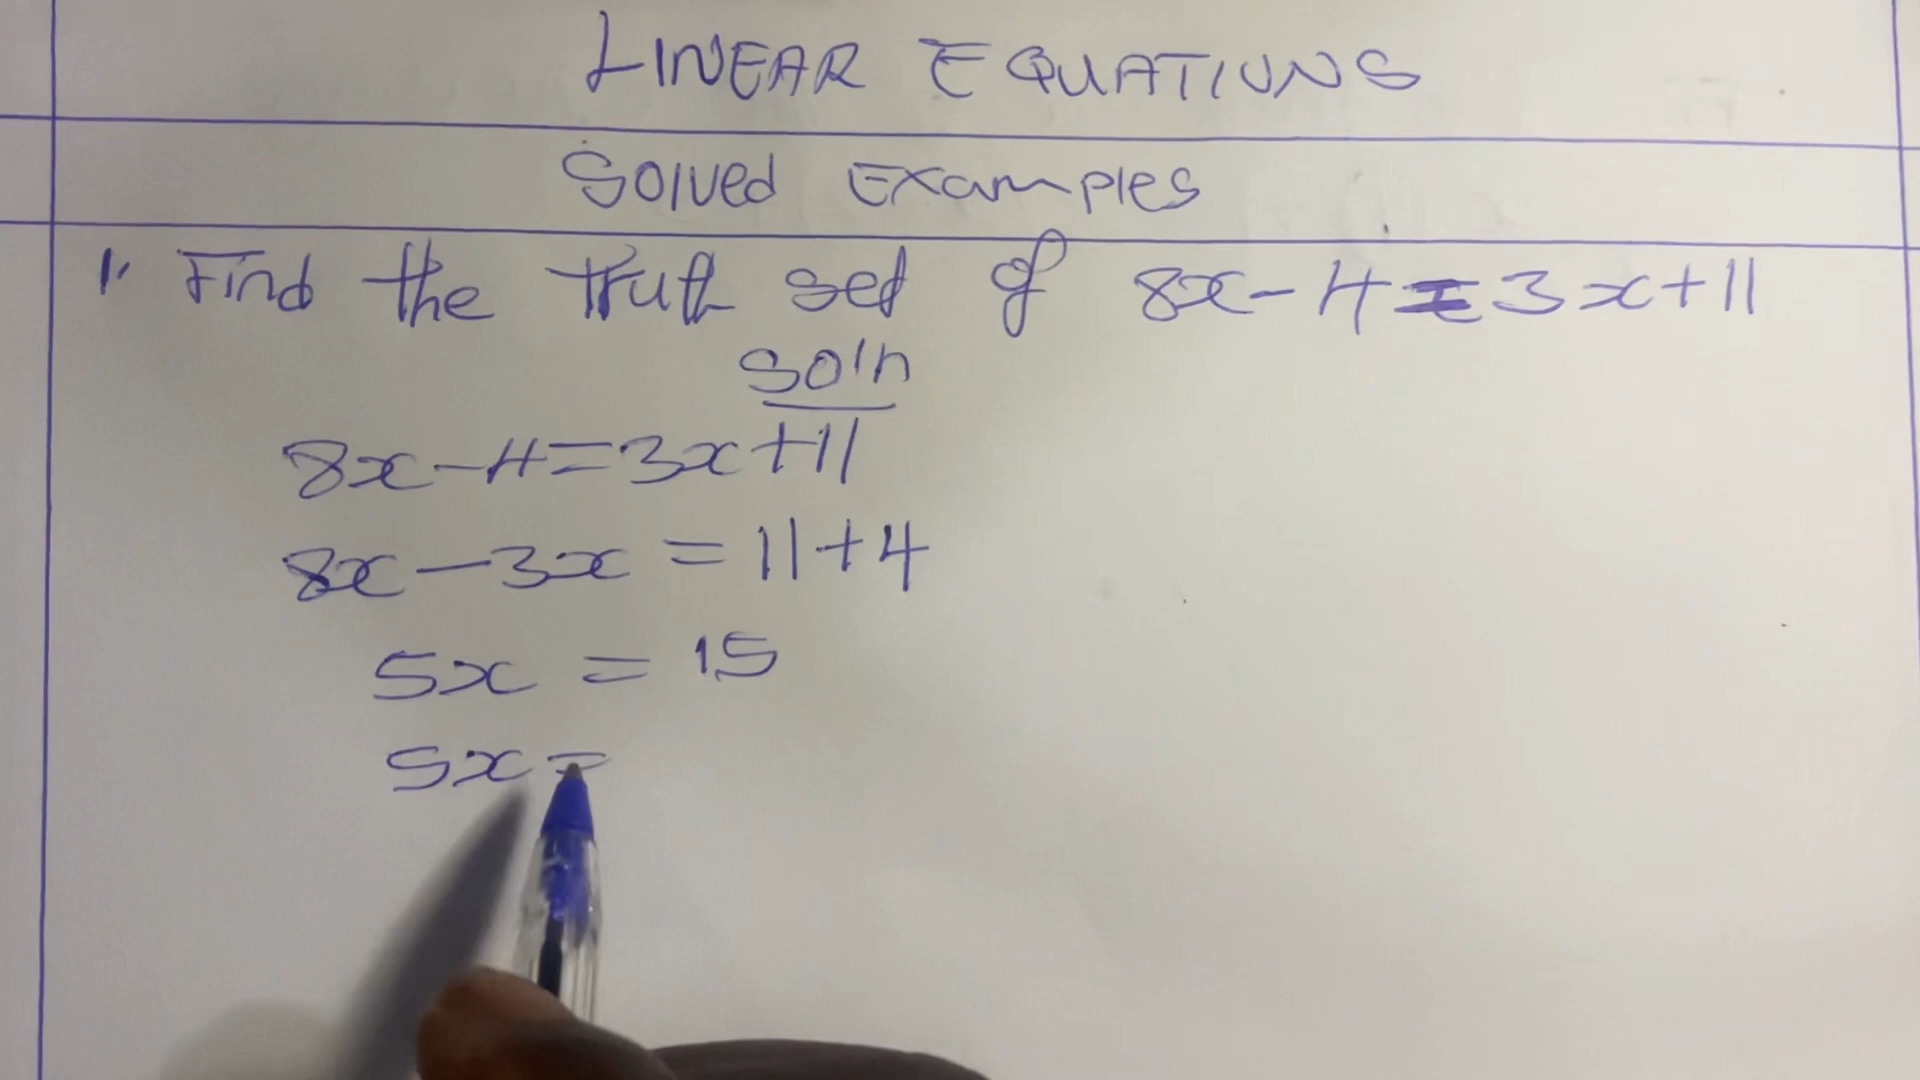 LINEAR EQUATIONS
Solved Examples
1. Find the truth set of 8x-4=3x+11
soln
8x-4=3x+11
8x-3x=11+4
5x=15
5x=